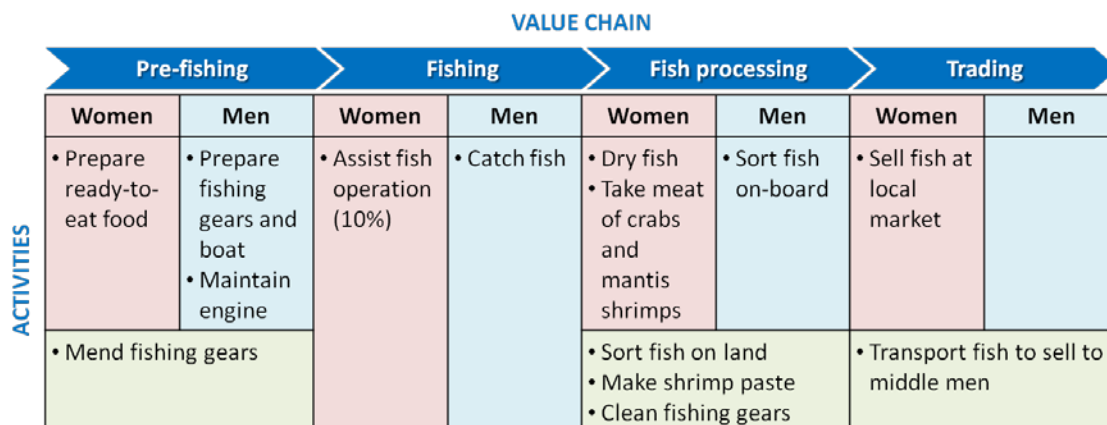 VALUE CHAIN
Pre-fishing
Fishing
Fish processing
Trading
Women
Men
Women
Men
Women
Men
Women
Men
ACTIVITIES
• Prepare
ready-to-
eat food
• Prepare
fishing
gears and
boat
• Maintain
engine
• Mend fishing gears
• Assist fish
operation
(10%)
• Catch fish
• Dry fish
• Take meat
of crabs
and
mantis
shrimps
• Sort fish
on-board
• Sort fish on land
• Make shrimp paste
• Clean fishing gears
• Sell fish at
local
market
• Transport fish to sell to
middle men